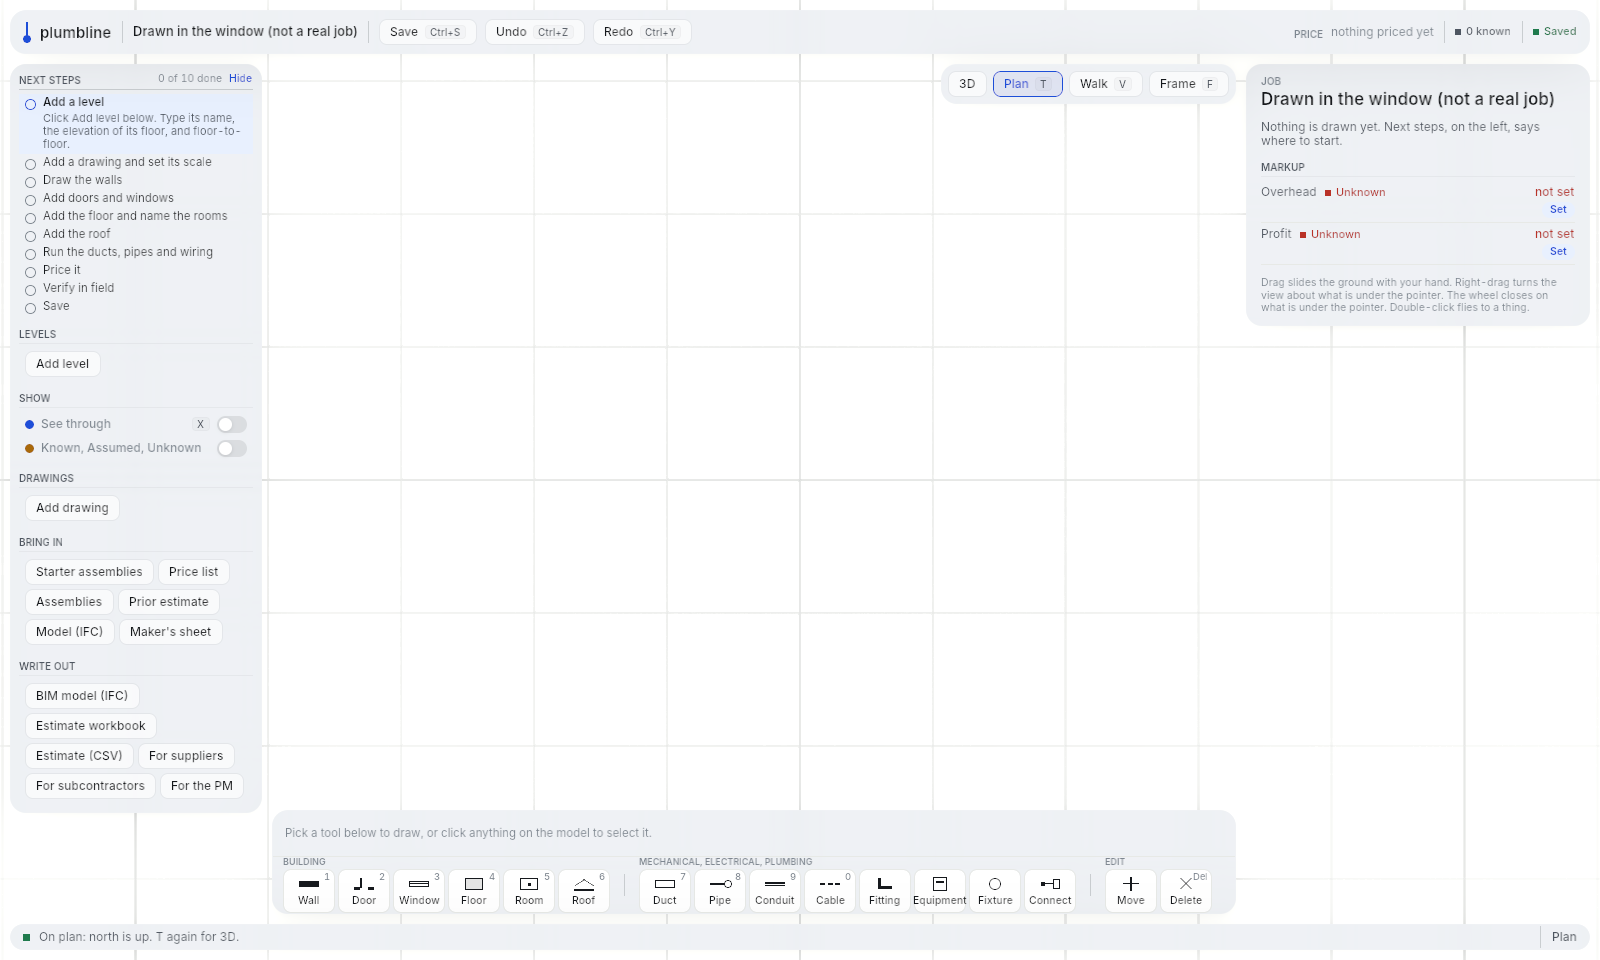 plumbline
Drawn in the window (not a real job)
Save Ctrl+S
Undo Ctrl+Z
Redo Ctrl+Y
PRICE nothing priced yet
0 known
Saved
NEXT STEPS 0 of 10 done Hide
Add a level
Click Add level below. Type its name,
the elevation of its floor, and floor-to-
floor.
Add a drawing and set its scale
Draw the walls
Add doors and windows
Add the floor and name the rooms
Add the roof
Run the ducts, pipes and wiring
Price it
Verify in field
Save
LEVELS
Add level
SHOW
See through X
Known, Assumed, Unknown
DRAWINGS
Add drawing
BRING IN
Starter assemblies Price list
Assemblies Prior estimate
Model (IFC) Maker's sheet
WRITE OUT
BIM model (IFC)
Estimate workbook
Estimate (CSV) For suppliers
For subcontractors For the PM
3D Plan T Walk V Frame F
JOB
Drawn in the window (not a real job)
Nothing is drawn yet. Next steps, on the left, says
where to start.
MARKUP
Overhead Unknown not set
Set
Profit Unknown not set
Set
Drag slides the ground with your hand. Right-drag turns the
view about what is under the pointer. The wheel closes on
what is under the pointer. Double-click flies to a thing.
Pick a tool below to draw, or click anything on the model to select it.
BUILDING
1 2 3 4 5 6
Wall Door Window Floor Room Roof
MECHANICAL, ELECTRICAL, PLUMBING
7 8 9 0
Duct Pipe Conduit Cable Fitting Equipment Fixture Connect
EDIT
Del
Move Delete
On plan: north is up. T again for 3D.
Plan